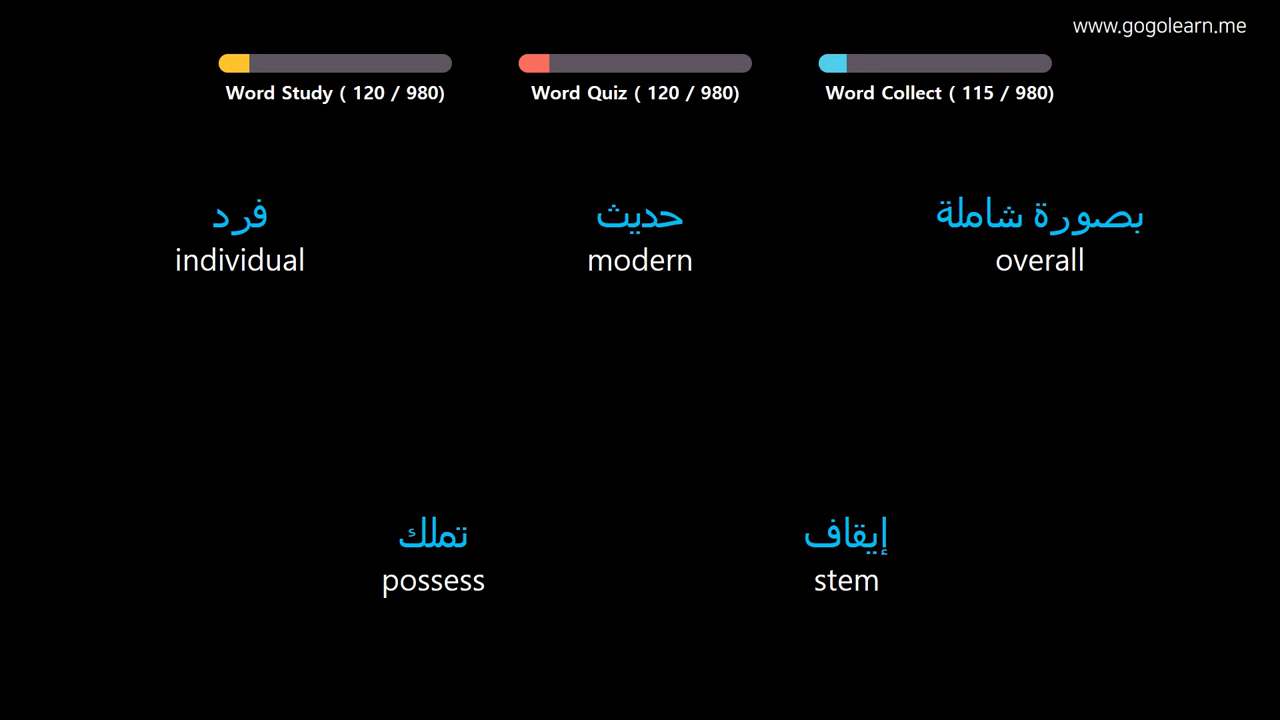 www.gogolearn.me
Word Study ( 120 / 980)
Word Quiz ( 120 / 980)
Word Collect ( 115 / 980)
فرد
individual
حديث
modern
بصورة شاملة
overall
تملك
possess
إيقاف
stem